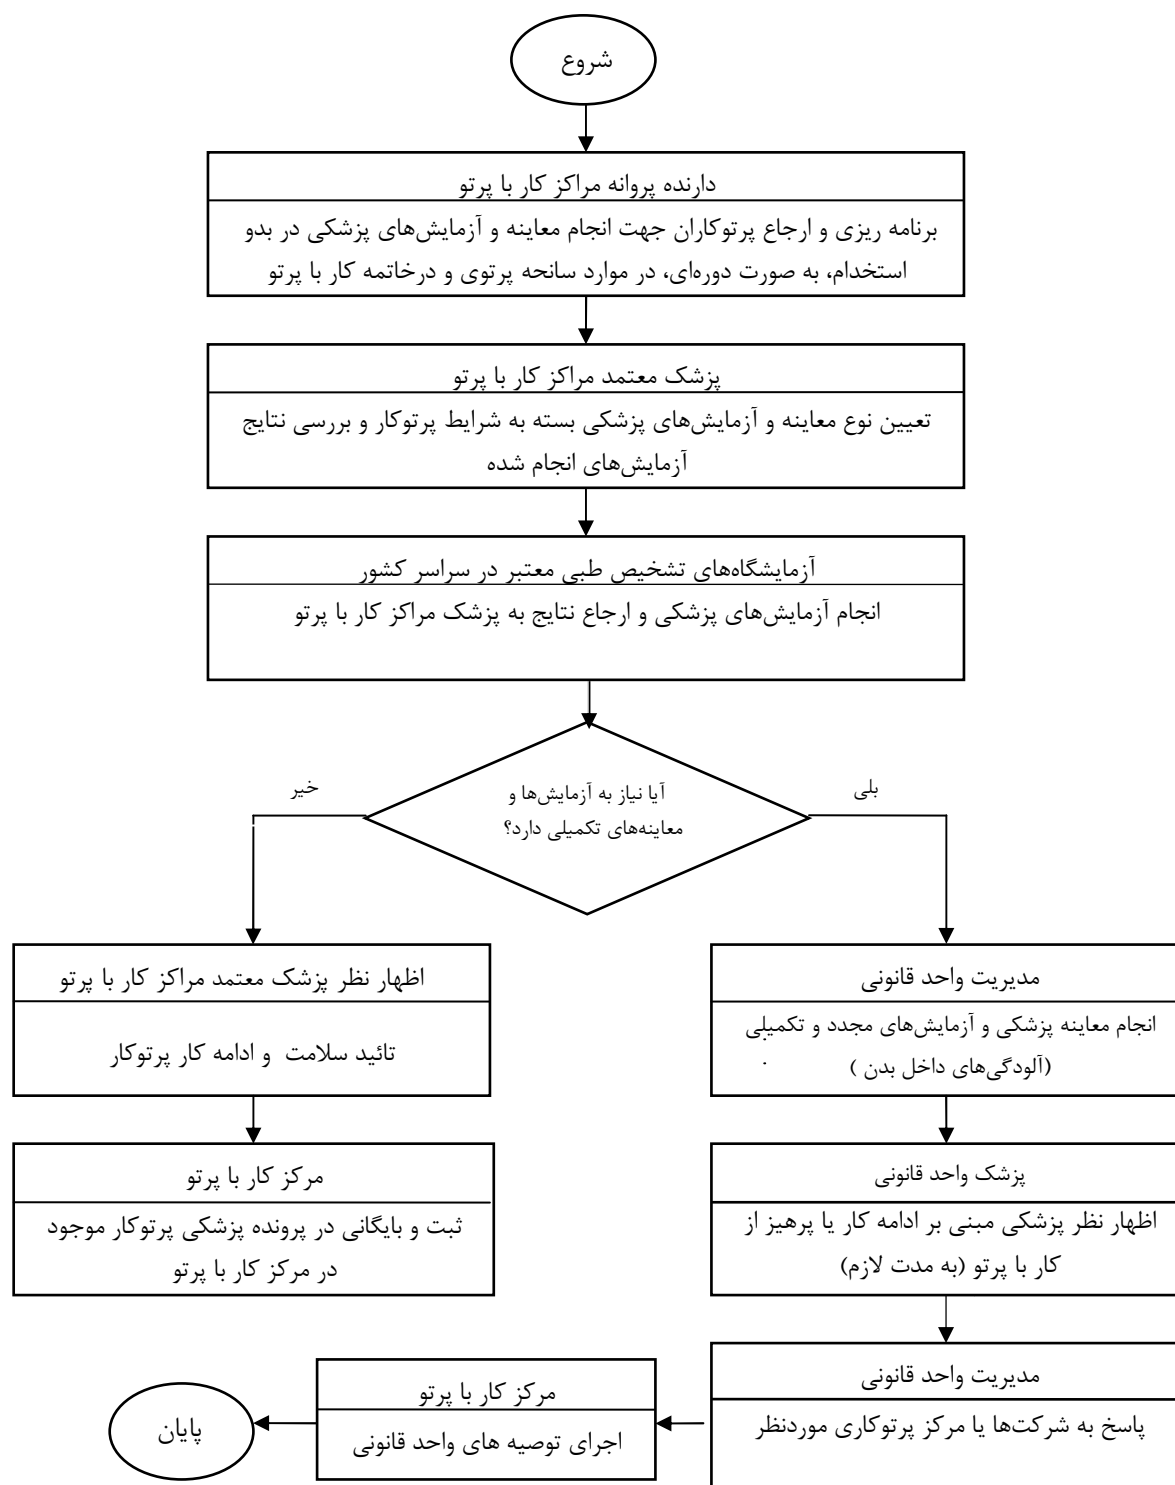 شروع
دارنده پروانه مراکز کار با پرتو
برنامه ریزی و ارجاع پرتوکاران جهت انجام معاینه و آزمایش‌های پزشکی در بدو
استخدام، به صورت دوره‌ای، در موارد سانحه پرتوی و درخاتمه کار با پرتو
پزشک معتمد مراکز کار با پرتو
تعیین نوع معاینه و آزمایش‌های پزشکی بسته به شرایط پرتوکار و بررسی نتایج
آزمایش‌های انجام شده
آزمایشگاه‌های تشخیص طبی معتبر در سراسر کشور
انجام آزمایش‌های پزشکی و ارجاع نتایج به پزشک مراکز کار با پرتو
آیا نیاز به آزمایش‌ها و
معاینه‌های تکمیلی دارد؟
بلی
خیر
مدیریت واحد قانونی
انجام معاینه پزشکی و آزمایش‌های مجدد و تکمیلی
(آلودگی‌های داخل بدن )
پزشک واحد قانونی
اظهار نظر پزشکی مبنی بر ادامه کار یا پرهیز از
کار با پرتو (به مدت لازم)
مدیریت واحد قانونی
پاسخ به شرکت‌ها یا مرکز پرتوکاری موردنظر
اظهار نظر پزشک معتمد مراکز کار با پرتو
تائید سلامت و ادامه کار پرتوکار
مرکز کار با پرتو
ثبت و بایگانی در پرونده پزشکی پرتوکار موجود
در مرکز کار با پرتو
مرکز کار با پرتو
اجرای توصیه های واحد قانونی
پایان